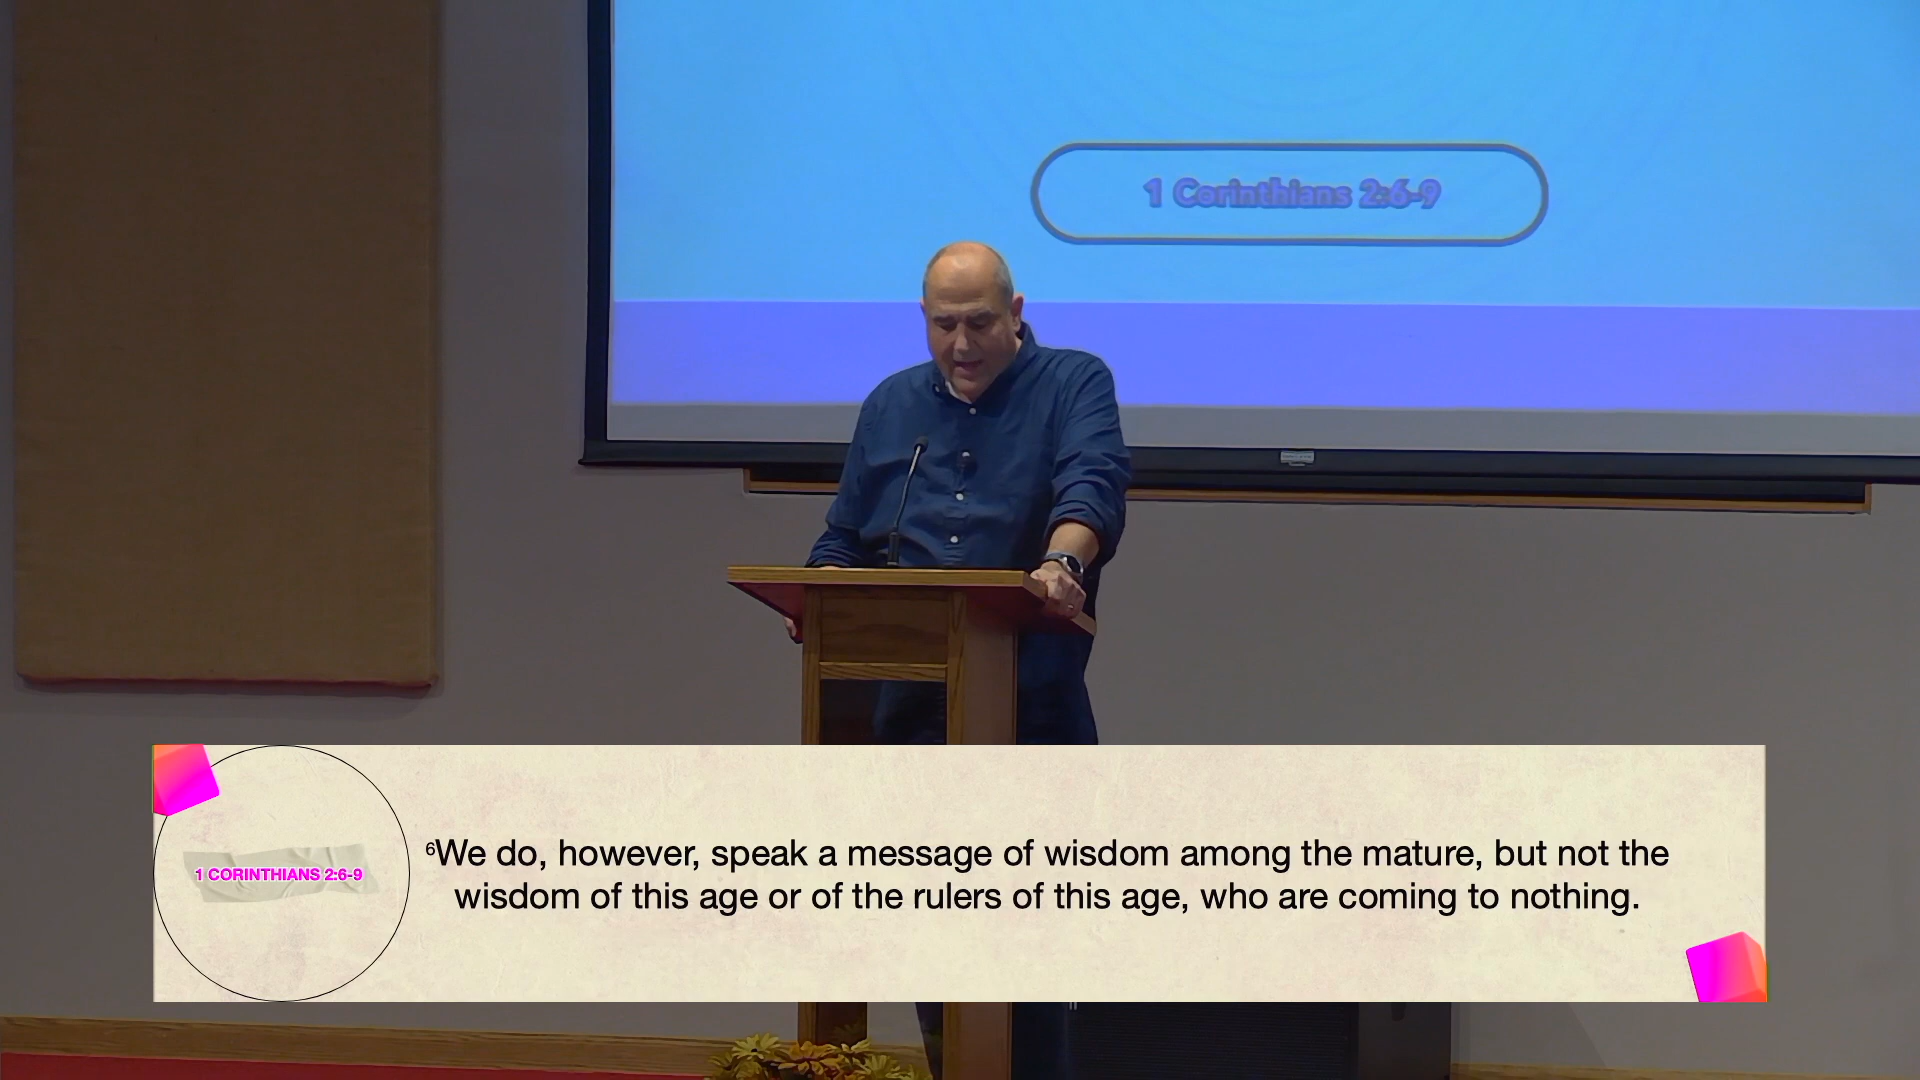 1 Corinthians 2:6-9
1 CORINTHIANS 2:6-9
⁶We do, however, speak a message of wisdom among the mature, but not the
wisdom of this age or of the rulers of this age, who are coming to nothing.